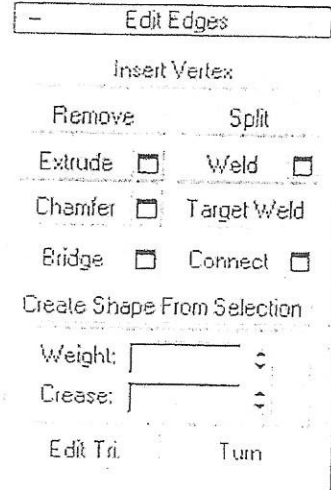 – Edit Edges
Insert Vertex
Remove Split
Extrude Weld
Chamfer Target Weld
Bridge Connect
Create Shape From Selection
Weight:
Crease:
Edit Tri. Turn